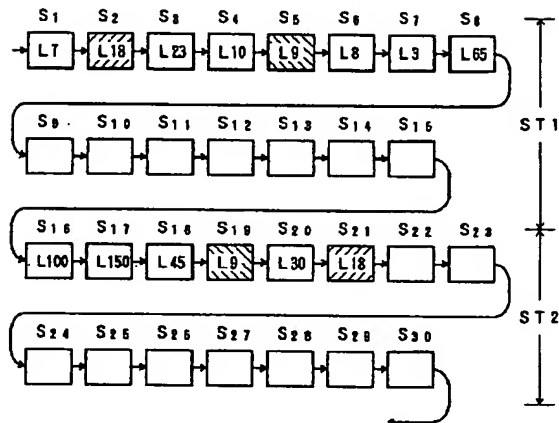 S1 S2 S3 S4 S5 S6 S7 S8
L7 L18 L23 L10 L9 L8 L3 L65
S9 S10 S11 S12 S13 S14 S15
ST1
S16 S17 S18 S19 S20 S21 S22 S23
L100 L150 L45 L9 L30 L18
ST2
S24 S25 S26 S27 S28 S29 S30